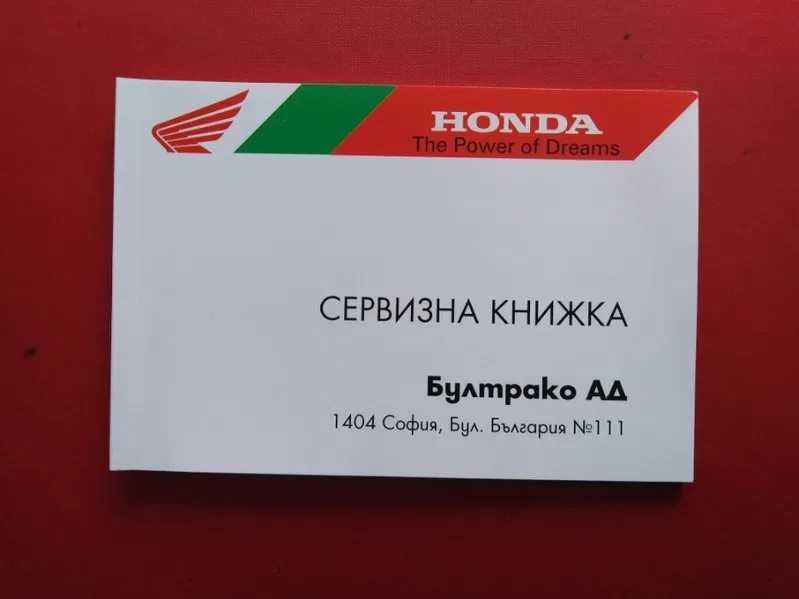 HONDA
The Power of Dreams
СЕРВИЗНА КНИЖКА
Бултрако АД
1404 София, Бул. България №111